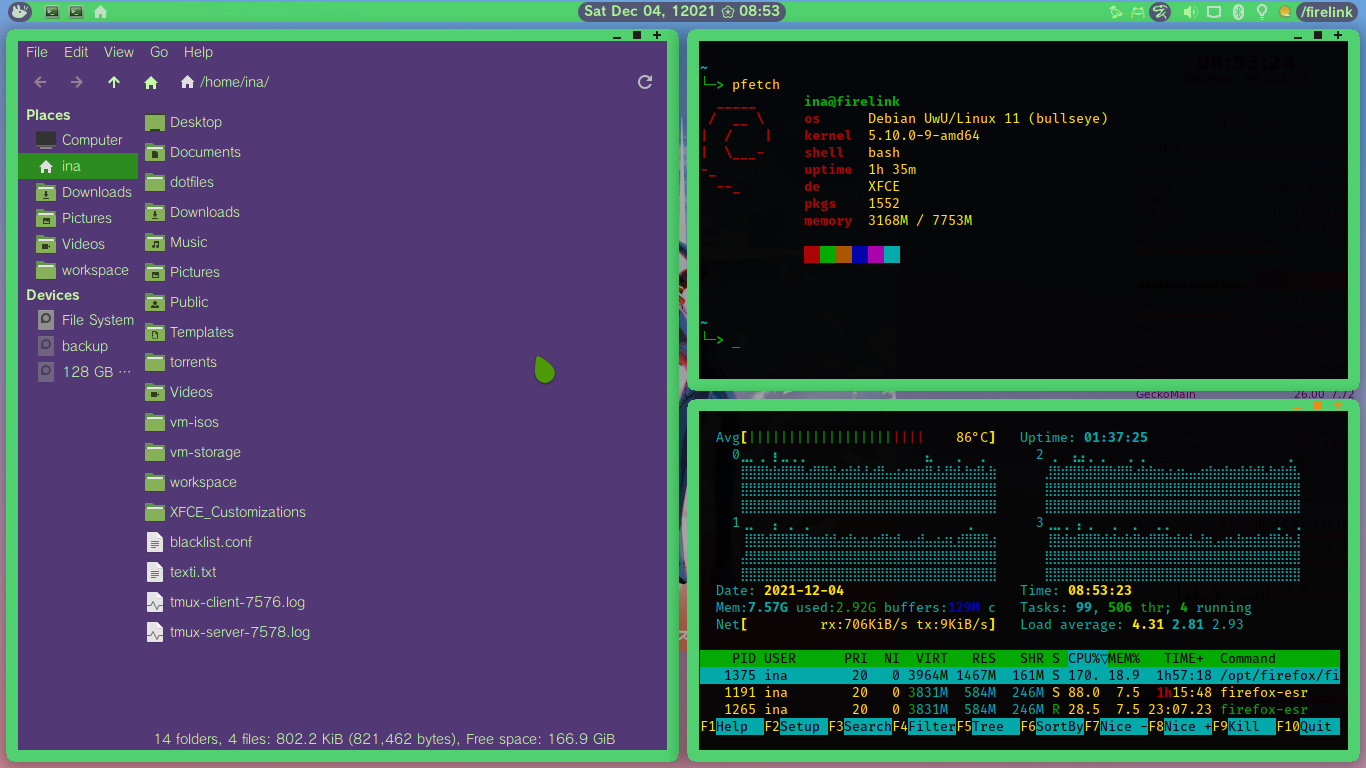 Sat Dec 04, 12021 ⚝ 08:53
/firelink
File Edit View Go Help
/home/ina/
Places
Computer
ina
Downloads
Pictures
Videos
workspace
Devices
File System
backup
128 GB ⋯
Desktop
Documents
dotfiles
Downloads
Music
Pictures
Public
Templates
torrents
Videos
vm-isos
vm-storage
workspace
XFCE_Customizations
blacklist.conf
texti.txt
tmux-client-7576.log
tmux-server-7578.log
14 folders, 4 files: 802.2 KiB (821,462 bytes), Free space: 166.9 GiB
08:53:24
~
└─> pfetch
ina@firelink
os Debian UwU/Linux 11 (bullseye)
kernel 5.10.0-9-amd64
shell bash
uptime 1h 35m
de XFCE
pkgs 1552
memory 3168M / 7753M
~
└─> _
GeckoMain 26.00 7.72
Avg[||||||||||||||||||||||| 86°C] Uptime: 01:37:25
0 2
1 3
Date: 2021-12-04 Time: 08:53:23
Mem:7.57G used:2.92G buffers:129M c Tasks: 99, 506 thr; 4 running
Net[ rx:706KiB/s tx:9KiB/s] Load average: 4.31 2.81 2.93
PID USER PRI NI VIRT RES SHR S CPU%▽MEM% TIME+ Command
1375 ina 20 0 3964M 1467M 161M S 170. 18.9 1h57:18 /opt/firefox/fi
1191 ina 20 0 3831M 584M 246M S 88.0 7.5 1h15:48 firefox-esr
1265 ina 20 0 3831M 584M 246M R 28.5 7.5 23:07.23 firefox-esr
F1Help F2Setup F3SearchF4FilterF5Tree F6SortByF7Nice -F8Nice +F9Kill F10Quit